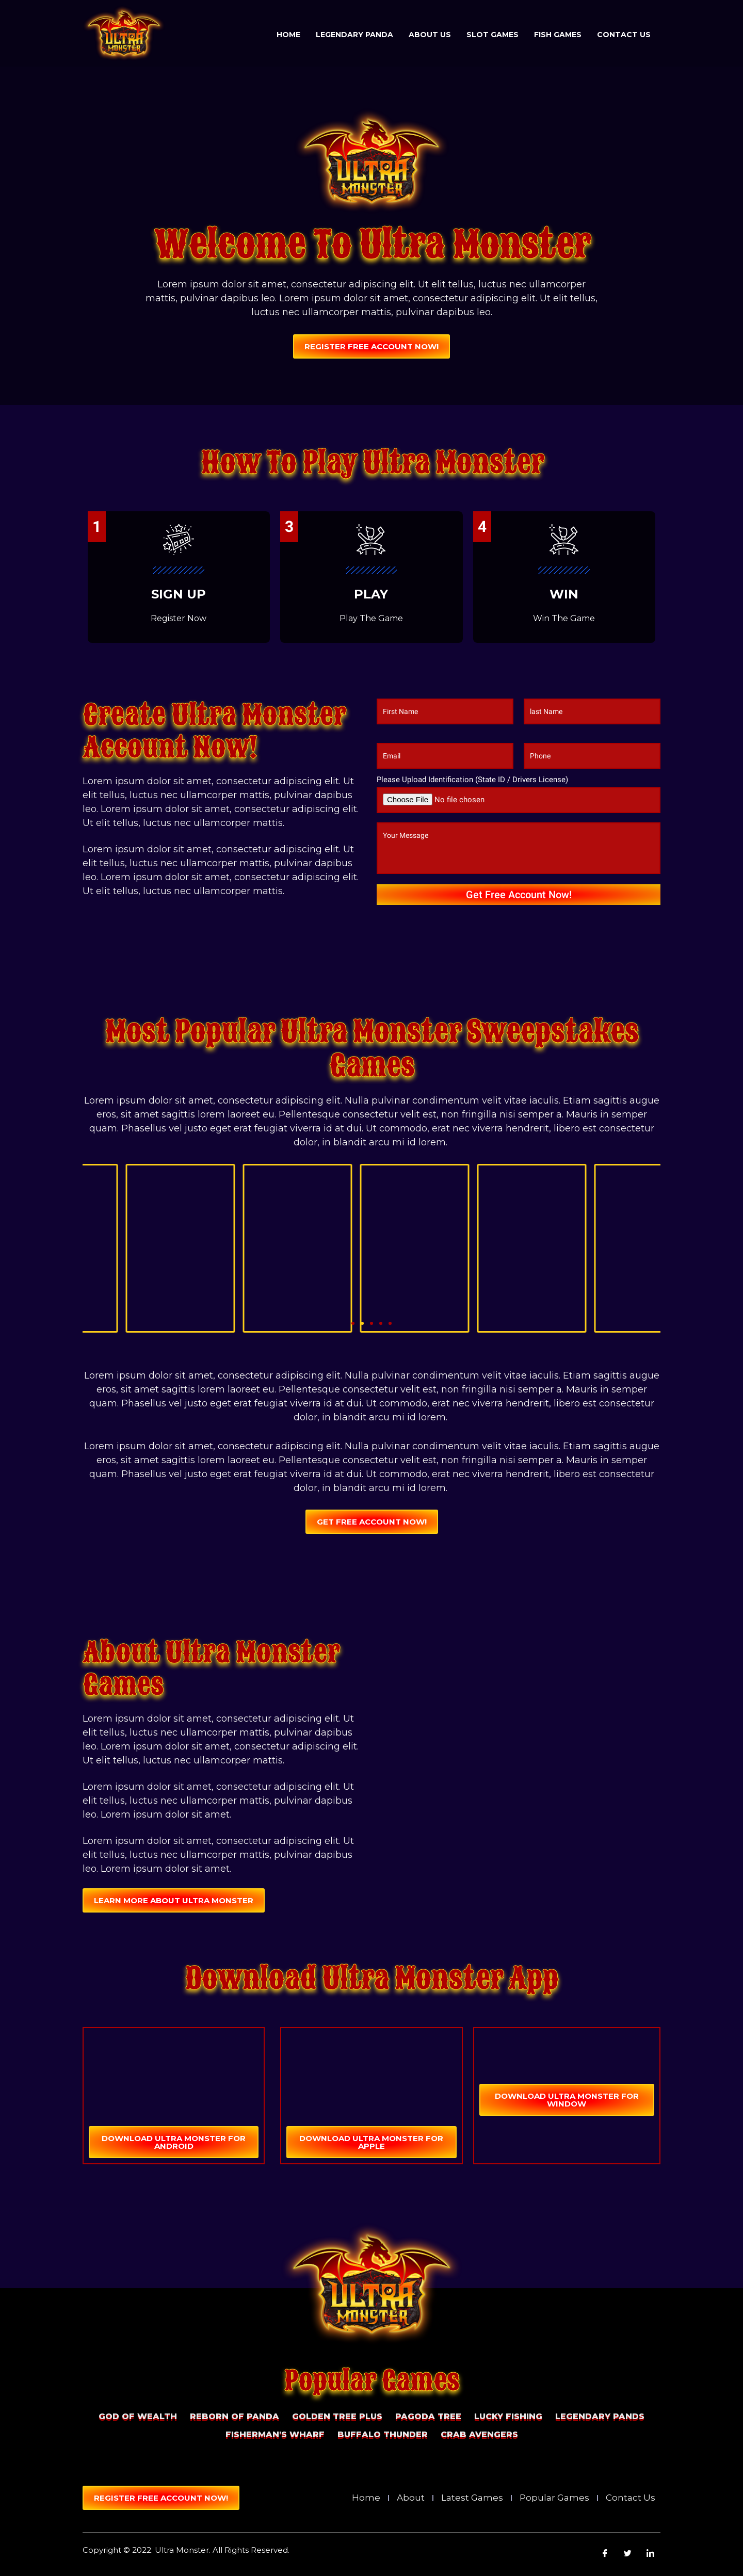 ULTRA
MONSTER
HOME LEGENDARY PANDA ABOUT US SLOT GAMES FISH GAMES CONTACT US
ULTRA
MONSTER
Welcome To Ultra Monster
Lorem ipsum dolor sit amet, consectetur adipiscing elit. Ut elit tellus, luctus nec ullamcorper
mattis, pulvinar dapibus leo. Lorem ipsum dolor sit amet, consectetur adipiscing elit. Ut elit tellus,
luctus nec ullamcorper mattis, pulvinar dapibus leo.
REGISTER FREE ACCOUNT NOW!
How To Play Ultra Monster
1
SIGN UP
Register Now
3
PLAY
Play The Game
4
WIN
Win The Game
Create Ultra Monster
Account Now!
Lorem ipsum dolor sit amet, consectetur adipiscing elit. Ut
elit tellus, luctus nec ullamcorper mattis, pulvinar dapibus
leo. Lorem ipsum dolor sit amet, consectetur adipiscing elit.
Ut elit tellus, luctus nec ullamcorper mattis.
Lorem ipsum dolor sit amet, consectetur adipiscing elit. Ut
elit tellus, luctus nec ullamcorper mattis, pulvinar dapibus
leo. Lorem ipsum dolor sit amet, consectetur adipiscing elit.
Ut elit tellus, luctus nec ullamcorper mattis.
First Name last Name
Email Phone
Please Upload Identification (State ID / Drivers License)
Choose File No file chosen
Your Message
Get Free Account Now!
Most Popular Ultra Monster Sweepstakes
Games
Lorem ipsum dolor sit amet, consectetur adipiscing elit. Nulla pulvinar condimentum velit vitae iaculis. Etiam sagittis augue
eros, sit amet sagittis lorem laoreet eu. Pellentesque consectetur velit est, non fringilla nisi semper a. Mauris in semper
quam. Phasellus vel justo eget erat feugiat viverra id at dui. Ut commodo, erat nec viverra hendrerit, libero est consectetur
dolor, in blandit arcu mi id lorem.
Lorem ipsum dolor sit amet, consectetur adipiscing elit. Nulla pulvinar condimentum velit vitae iaculis. Etiam sagittis augue
eros, sit amet sagittis lorem laoreet eu. Pellentesque consectetur velit est, non fringilla nisi semper a. Mauris in semper
quam. Phasellus vel justo eget erat feugiat viverra id at dui. Ut commodo, erat nec viverra hendrerit, libero est consectetur
dolor, in blandit arcu mi id lorem.
Lorem ipsum dolor sit amet, consectetur adipiscing elit. Nulla pulvinar condimentum velit vitae iaculis. Etiam sagittis augue
eros, sit amet sagittis lorem laoreet eu. Pellentesque consectetur velit est, non fringilla nisi semper a. Mauris in semper
quam. Phasellus vel justo eget erat feugiat viverra id at dui. Ut commodo, erat nec viverra hendrerit, libero est consectetur
dolor, in blandit arcu mi id lorem.
GET FREE ACCOUNT NOW!
About Ultra Monster
Games
Lorem ipsum dolor sit amet, consectetur adipiscing elit. Ut
elit tellus, luctus nec ullamcorper mattis, pulvinar dapibus
leo. Lorem ipsum dolor sit amet, consectetur adipiscing elit.
Ut elit tellus, luctus nec ullamcorper mattis.
Lorem ipsum dolor sit amet, consectetur adipiscing elit. Ut
elit tellus, luctus nec ullamcorper mattis, pulvinar dapibus
leo. Lorem ipsum dolor sit amet.
Lorem ipsum dolor sit amet, consectetur adipiscing elit. Ut
elit tellus, luctus nec ullamcorper mattis, pulvinar dapibus
leo. Lorem ipsum dolor sit amet.
LEARN MORE ABOUT ULTRA MONSTER
Download Ultra Monster App
DOWNLOAD ULTRA MONSTER FOR
ANDROID
DOWNLOAD ULTRA MONSTER FOR
APPLE
DOWNLOAD ULTRA MONSTER FOR
WINDOW
ULTRA
MONSTER
Popular Games
GOD OF WEALTH REBORN OF PANDA GOLDEN TREE PLUS PAGODA TREE LUCKY FISHING LEGENDARY PANDS
FISHERMAN'S WHARF BUFFALO THUNDER CRAB AVENGERS
REGISTER FREE ACCOUNT NOW!
Home | About | Latest Games | Popular Games | Contact Us
Copyright © 2022. Ultra Monster. All Rights Reserved.